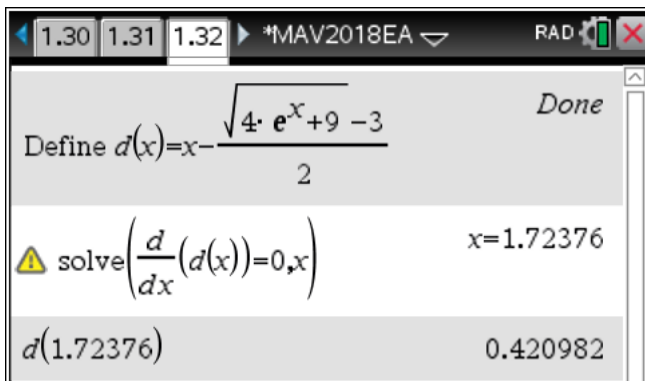 1.30 1.31 1.32 *MAV2018EA RAD
Define d(x)=x-(√(4·e^x+9)-3)/2 Done
solve(d/dx(d(x))=0,x) x=1.72376
d(1.72376) 0.420982